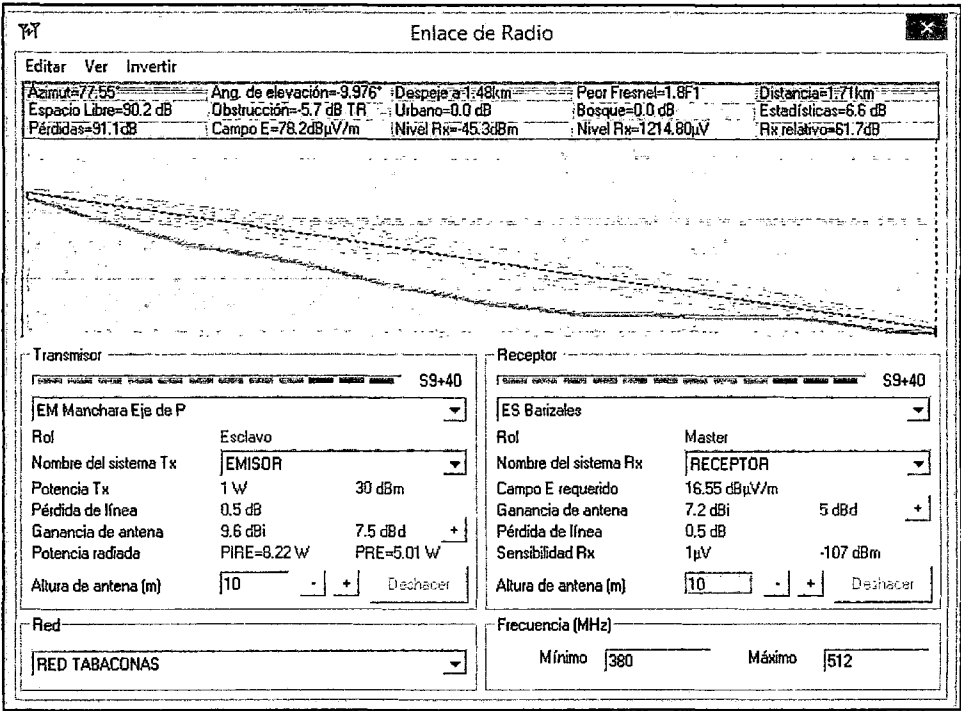 Enlace de Radio
Editar Ver Invertir
Azimut=77.55° Ang. de elevación=-9.976° Despeje a 1.48km Peor Fresnel=1.8F1 Distancia=1.71km
Espacio Libre=90.2 dB Obstrucción=-5.7 dB TR Urbano=0.0 dB Bosque=0.0 dB Estadísticas=6.6 dB
Pérdidas=91.1dB Campo E=78.2dBµV/m Nivel Rx=-45.3dBm Nivel Rx=1214.80µV Rx relativo=61.7dB
Transmisor
S9+40
EM Manchara Eje de P
Rol Esclavo
Nombre del sistema Tx EMISOR
Potencia Tx 1 W 30 dBm
Pérdida de línea 0.5 dB
Ganancia de antena 9.6 dBi 7.5 dBd +
Potencia radiada PIRE=8.22 W PRE=5.01 W
Altura de antena (m) 10 - + Deshacer
Receptor
S9+40
ES Barizales
Rol Master
Nombre del sistema Rx RECEPTOR
Campo E requerido 16.55 dBµV/m
Ganancia de antena 7.2 dBi 5 dBd +
Pérdida de línea 0.5 dB
Sensibilidad Rx 1µV -107 dBm
Altura de antena (m) 10 - + Deshacer
Red
RED TABACONAS
Frecuencia (MHz)
Mínimo 380 Máximo 512